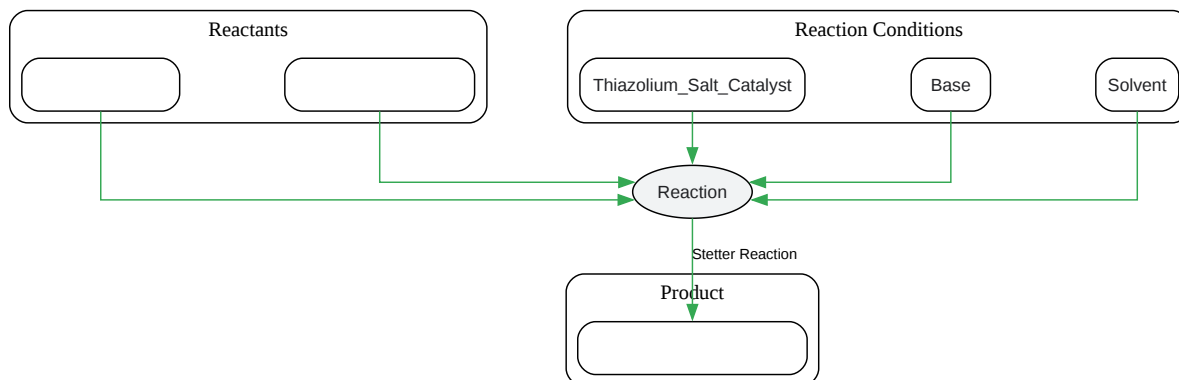 Reactants
Reaction Conditions
Thiazolium_Salt_Catalyst
Base
Solvent
Reaction
Stetter Reaction
Product